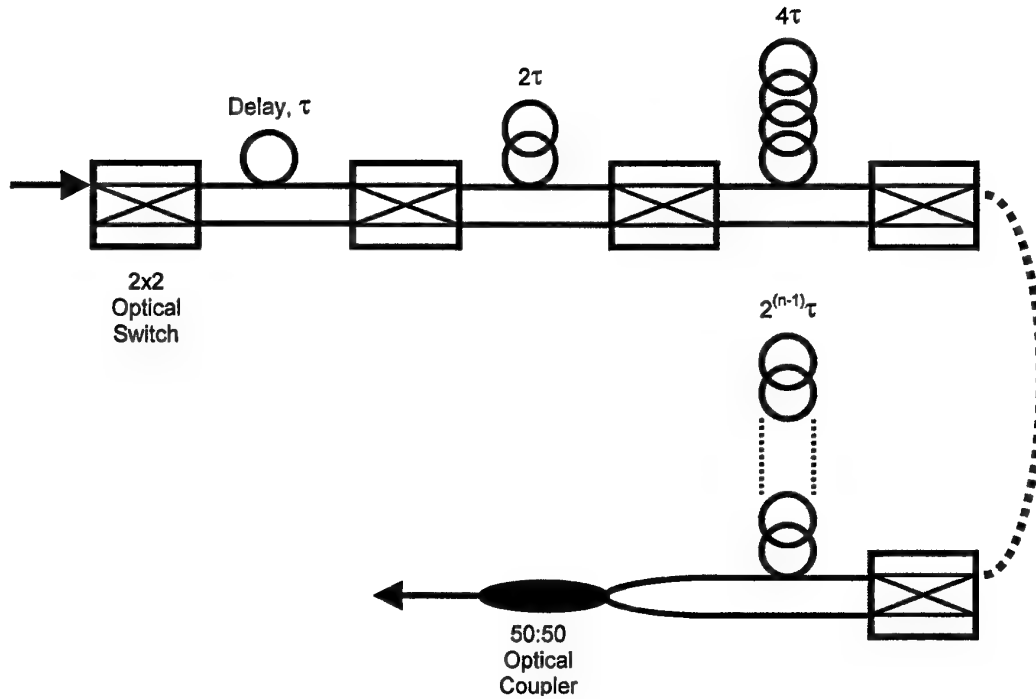 4τ
2τ
Delay, τ
2x2
Optical
Switch
2^(n-1)τ
50:50
Optical
Coupler